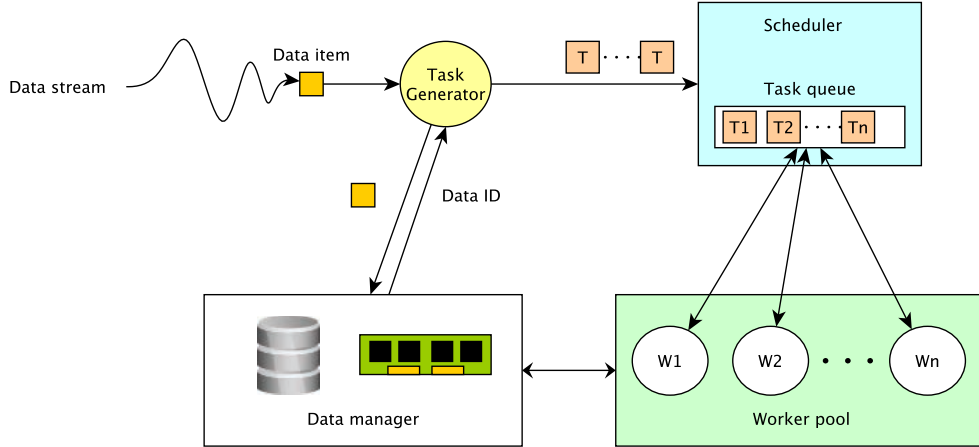 Scheduler
Data item
T . . . . T
Data stream
Task
Generator
Task queue
T1 T2 . . . . Tn
Data ID
W1 W2 • • • Wn
Data manager
Worker pool